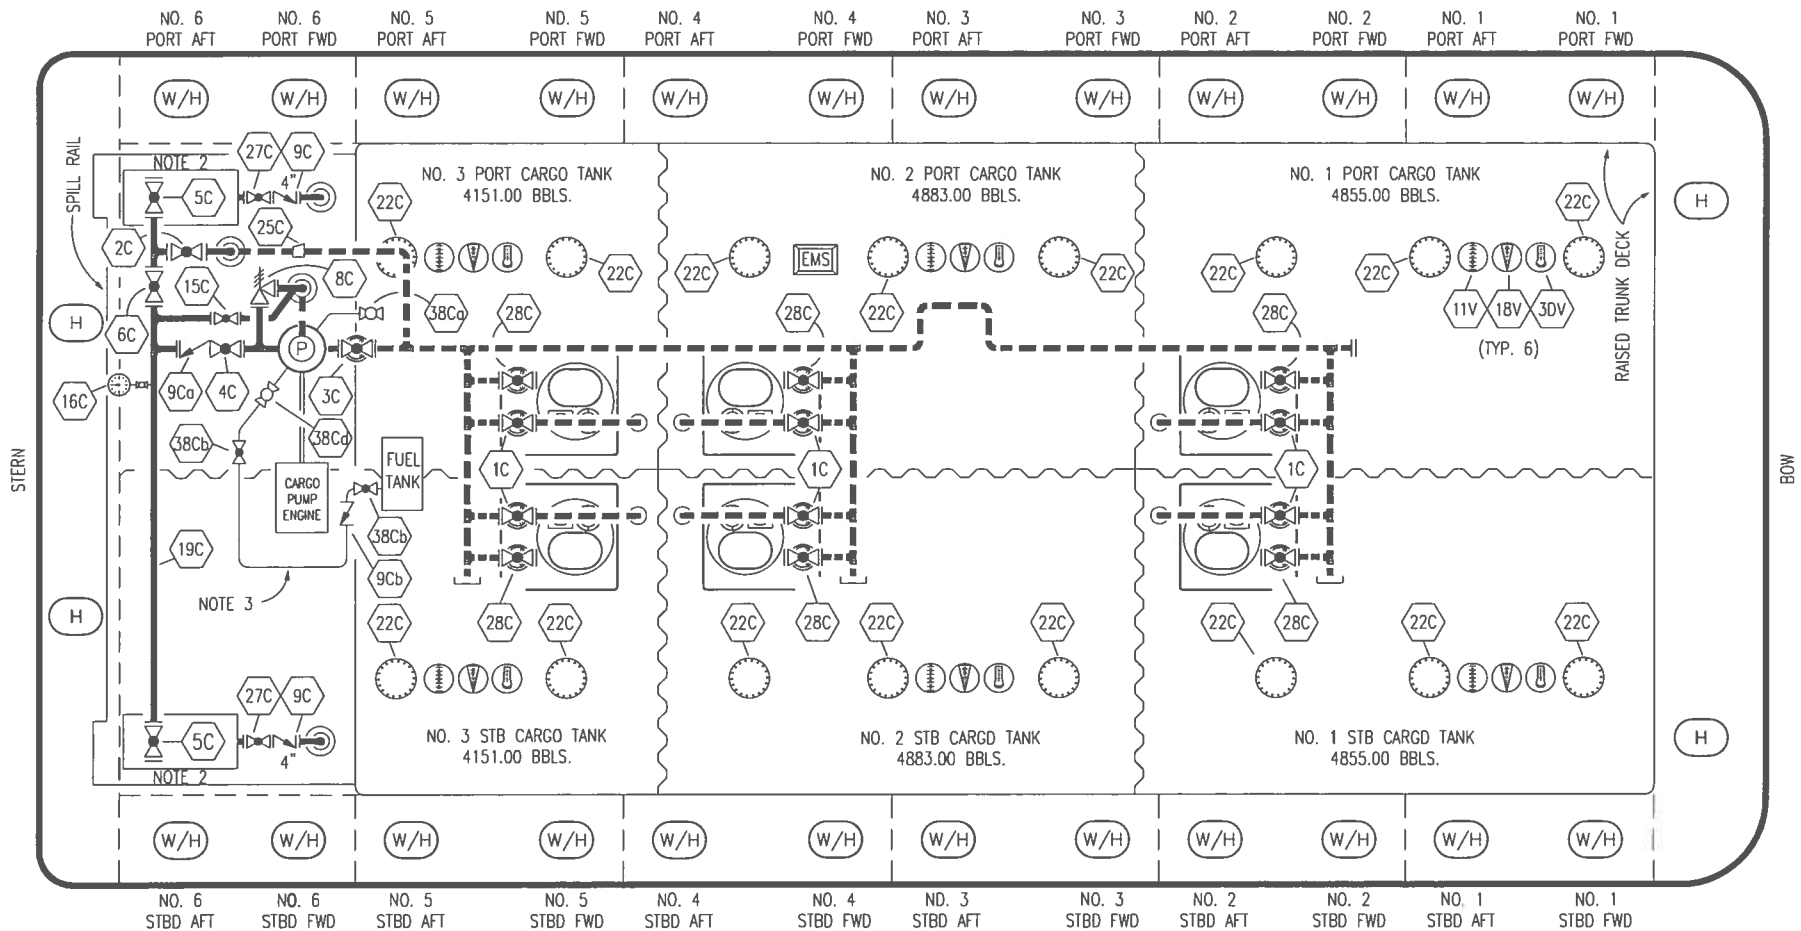 NO. 6
PORT AFT
NO. 6
PORT FWD
NO. 5
PORT AFT
ND. 5
PORT FWD
NO. 4
PORT AFT
NO. 4
PORT FWD
NO. 3
PORT AFT
NO. 3
PORT FWD
NO. 2
PORT AFT
NO. 2
PORT FWD
NO. 1
PORT AFT
NO. 1
PORT FWD
W/H
W/H
W/H
W/H
W/H
W/H
W/H
W/H
W/H
W/H
W/H
W/H
SPILL RAIL
NOTE 2
27C
9C
4"
5C
25C
2C
8C
15C
6C
38Ca
H
P
9Ca
4C
3C
16C
38Cb
38Cd
CARGO
PUMP
ENGINE
FUEL
TANK
38Cb
9Cb
19C
NOTE 3
H
STERN
NO. 3 PORT CARGO TANK
4151.00 BBLS.
22C
22C
28C
1C
NO. 2 PORT CARGO TANK
4883.00 BBLS.
22C
EMS
22C
22C
28C
1C
NO. 1 PORT CARGO TANK
4855.00 BBLS.
22C
22C
22C
28C
11V
18V
3DV
(TYP. 6)
1C
RAISED TRUNK DECK
H
BOW
22C
28C
22C
22C
28C
22C
22C
22C
28C
22C
22C
27C
9C
5C
4"
NOTE 2
NO. 3 STB CARGO TANK
4151.00 BBLS.
NO. 2 STB CARGD TANK
4883.00 BBLS.
NO. 1 STB CARGD TANK
4855.00 BBLS.
H
W/H
W/H
W/H
W/H
W/H
W/H
W/H
W/H
W/H
W/H
W/H
W/H
NO. 6
STBD AFT
NO. 6
STBD FWD
NO. 5
STBD AFT
NO. 5
STBD FWD
NO. 4
STBD AFT
NO. 4
STBD FWD
ND. 3
STBD AFT
NO. 3
STBD FWD
NO. 2
STBD AFT
NO. 2
STBD FWD
NO. 1
STBD AFT
NO. 1
STBD FWD